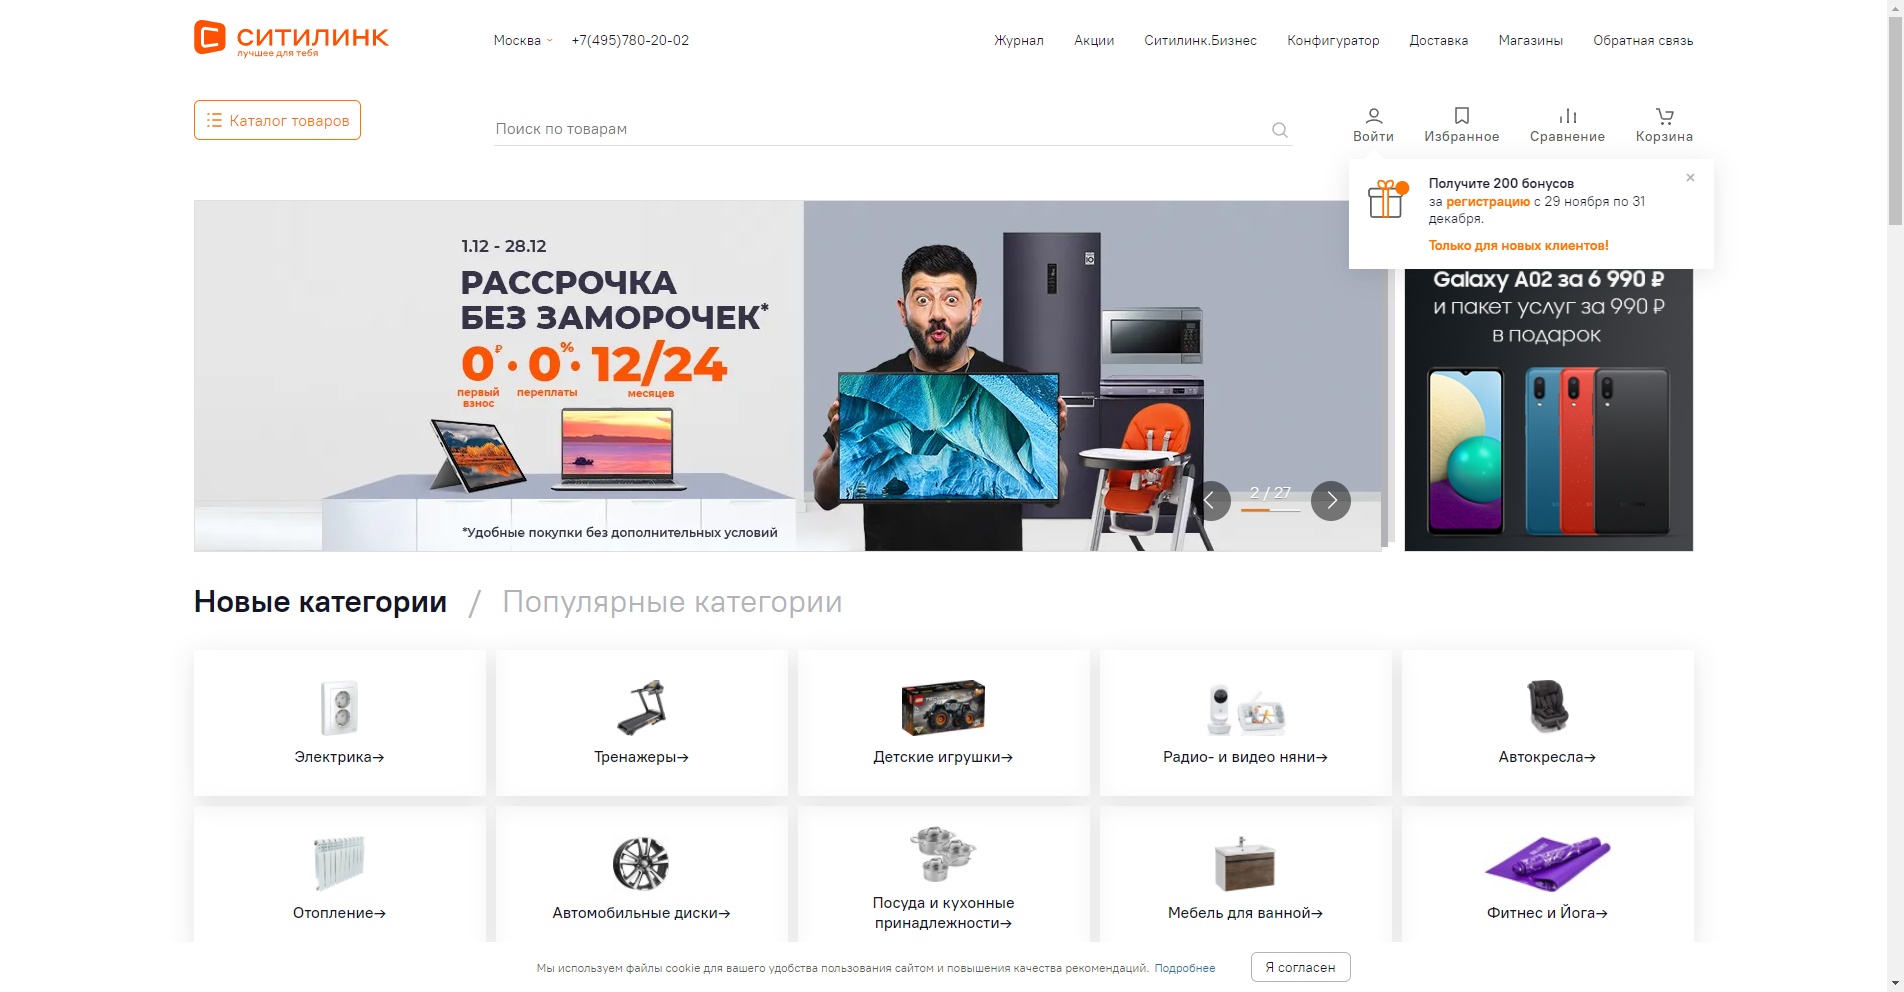 СИТИЛИНК
лучшее для тебя
Москва
+7(495)780-20-02
Журнал
Акции
Ситилинк.Бизнес
Конфигуратор
Доставка
Магазины
Обратная связь
Каталог товаров
Поиск по товарам
Войти
Избранное
Сравнение
Корзина
Получите 200 бонусов
за регистрацию с 29 ноября по 31
декабря.
Только для новых клиентов!
1.12 - 28.12
РАССРОЧКА
БЕЗ ЗАМОРОЧЕК*
0₽ · 0% · 12/24
первый взнос
переплаты
месяцев
*Удобные покупки без дополнительных условий
LG
2 / 27
Galaxy A02 за 6 990 ₽
и пакет услуг за 990 ₽
в подарок
Новые категории / Популярные категории
Электрика→
Тренажеры→
Детские игрушки→
Радио- и видео няни→
Автокресла→
Отопление→
Автомобильные диски→
Посуда и кухонные
принадлежности→
Мебель для ванной→
Фитнес и Йога→
Мы используем файлы cookie для вашего удобства пользования сайтом и повышения качества рекомендаций. Подробнее
Я согласен